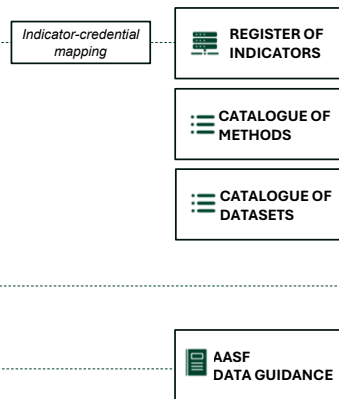 Indicator-credential
mapping
REGISTER OF
INDICATORS
CATALOGUE OF
METHODS
CATALOGUE OF
DATASETS
AASF
DATA GUIDANCE